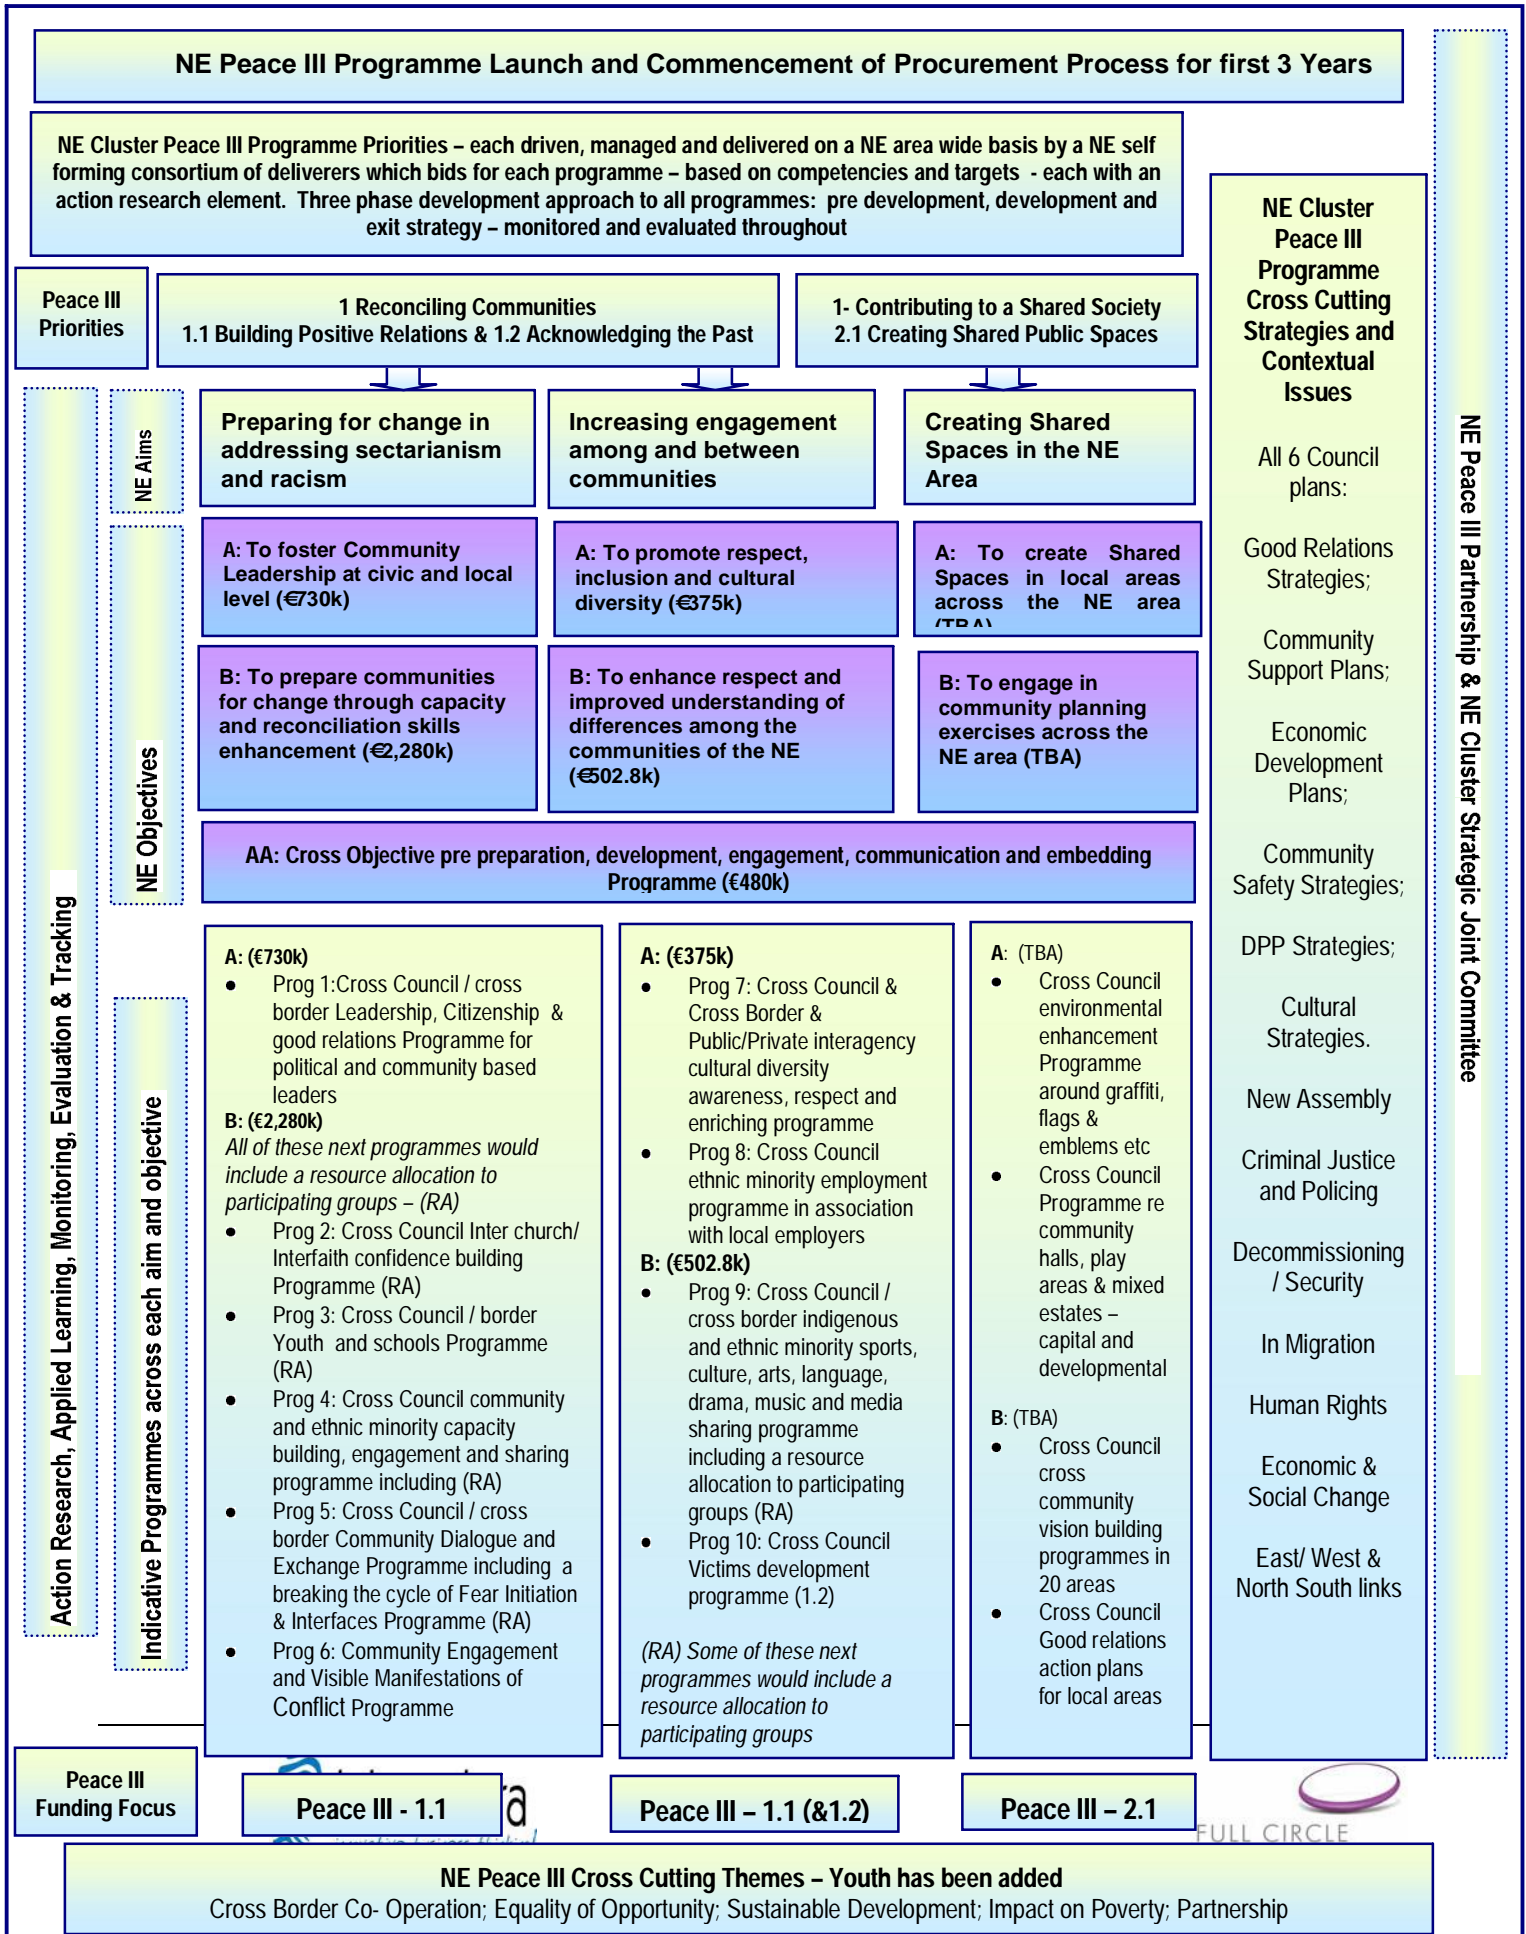 NE Peace III Programme Launch and Commencement of Procurement Process for first 3 Years
NE Cluster Peace III Programme Priorities – each driven, managed and delivered on a NE area wide basis by a NE self
forming consortium of deliverers which bids for each programme – based on competencies and targets - each with an
action research element. Three phase development approach to all programmes: pre development, development and
exit strategy – monitored and evaluated throughout
Peace III
Priorities
1 Reconciling Communities
1.1 Building Positive Relations & 1.2 Acknowledging the Past
1- Contributing to a Shared Society
2.1 Creating Shared Public Spaces
NE Aims
Preparing for change in
addressing sectarianism
and racism
Increasing engagement
among and between
communities
Creating Shared
Spaces in the NE
Area
NE Objectives
A: To foster Community
Leadership at civic and local
level (€730k)
A: To promote respect,
inclusion and cultural
diversity (€375k)
A: To create Shared
Spaces in local areas
across the NE area
(TBA)
B: To prepare communities
for change through capacity
and reconciliation skills
enhancement (€2,280k)
B: To enhance respect and
improved understanding of
differences among the
communities of the NE
(€502.8k)
B: To engage in
community planning
exercises across the
NE area (TBA)
AA: Cross Objective pre preparation, development, engagement, communication and embedding
Programme (€480k)
Action Research, Applied Learning, Monitoring, Evaluation & Tracking
Indicative Programmes across each aim and objective
A: (€730k)
• Prog 1:Cross Council / cross
border Leadership, Citizenship &
good relations Programme for
political and community based
leaders
B: (€2,280k)
All of these next programmes would
include a resource allocation to
participating groups – (RA)
• Prog 2: Cross Council Inter church/
Interfaith confidence building
Programme (RA)
• Prog 3: Cross Council / border
Youth and schools Programme
(RA)
• Prog 4: Cross Council community
and ethnic minority capacity
building, engagement and sharing
programme including (RA)
• Prog 5: Cross Council / cross
border Community Dialogue and
Exchange Programme including a
breaking the cycle of Fear Initiation
& Interfaces Programme (RA)
• Prog 6: Community Engagement
and Visible Manifestations of
Conflict Programme
A: (€375k)
• Prog 7: Cross Council &
Cross Border &
Public/Private interagency
cultural diversity
awareness, respect and
enriching programme
• Prog 8: Cross Council
ethnic minority employment
programme in association
with local employers
B: (€502.8k)
• Prog 9: Cross Council /
cross border indigenous
and ethnic minority sports,
culture, arts, language,
drama, music and media
sharing programme
including a resource
allocation to participating
groups (RA)
• Prog 10: Cross Council
Victims development
programme (1.2)
(RA) Some of these next
programmes would include a
resource allocation to
participating groups
A: (TBA)
• Cross Council
environmental
enhancement
Programme
around graffiti,
flags &
emblems etc
• Cross Council
Programme re
community
halls, play
areas & mixed
estates –
capital and
developmental
B: (TBA)
• Cross Council
cross
community
vision building
programmes in
20 areas
• Cross Council
Good relations
action plans
for local areas
NE Cluster
Peace III
Programme
Cross Cutting
Strategies and
Contextual
Issues
All 6 Council
plans:
Good Relations
Strategies;
Community
Support Plans;
Economic
Development
Plans;
Community
Safety Strategies;
DPP Strategies;
Cultural
Strategies.
New Assembly
Criminal Justice
and Policing
Decommissioning
/ Security
In Migration
Human Rights
Economic &
Social Change
East/ West &
North South links
NE Peace III Partnership & NE Cluster Strategic Joint Committee
Peace III
Funding Focus
Peace III - 1.1
Peace III – 1.1 (&1.2)
Peace III – 2.1
FULL CIRCLE
NE Peace III Cross Cutting Themes – Youth has been added
Cross Border Co- Operation; Equality of Opportunity; Sustainable Development; Impact on Poverty; Partnership